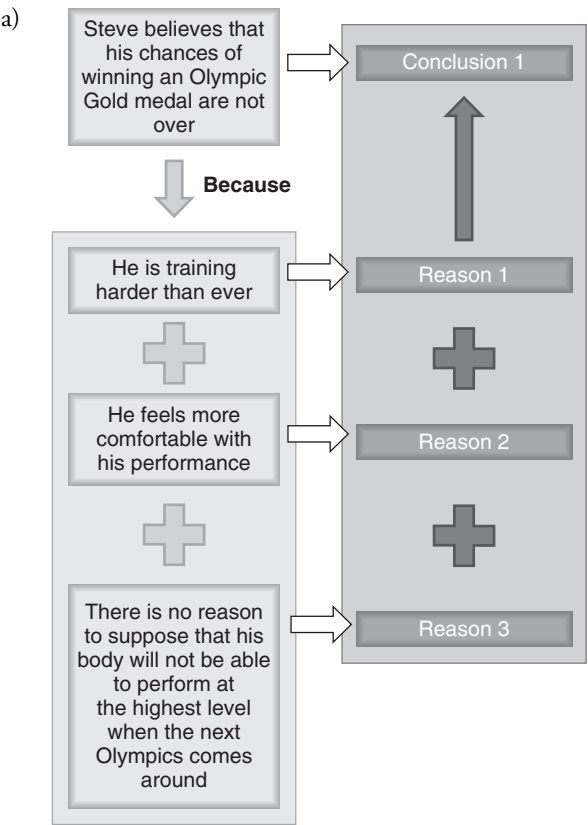 a)
Steve believes that
his chances of
winning an Olympic
Gold medal are not
over
Conclusion 1
Because
He is training
harder than ever
Reason 1
He feels more
comfortable with
his performance
Reason 2
There is no reason
to suppose that his
body will not be able
to perform at
the highest level
when the next
Olympics comes
around
Reason 3